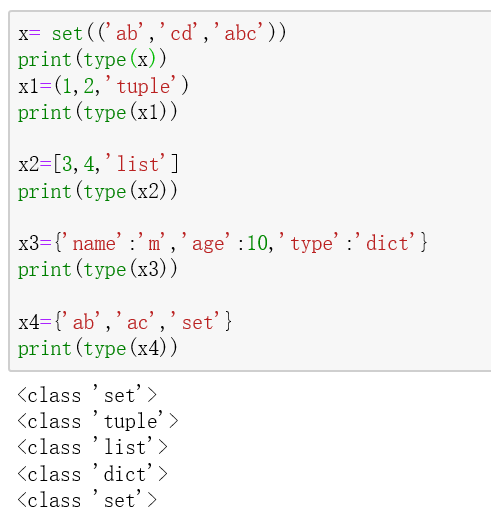 x= set(('ab','cd','abc'))
print(type(x))
x1=(1,2,'tuple')
print(type(x1))
x2=[3,4,'list']
print(type(x2))
x3={'name':'m','age':10,'type':'dict'}
print(type(x3))
x4={'ab','ac','set'}
print(type(x4))
<class 'set'>
<class 'tuple'>
<class 'list'>
<class 'dict'>
<class 'set'>